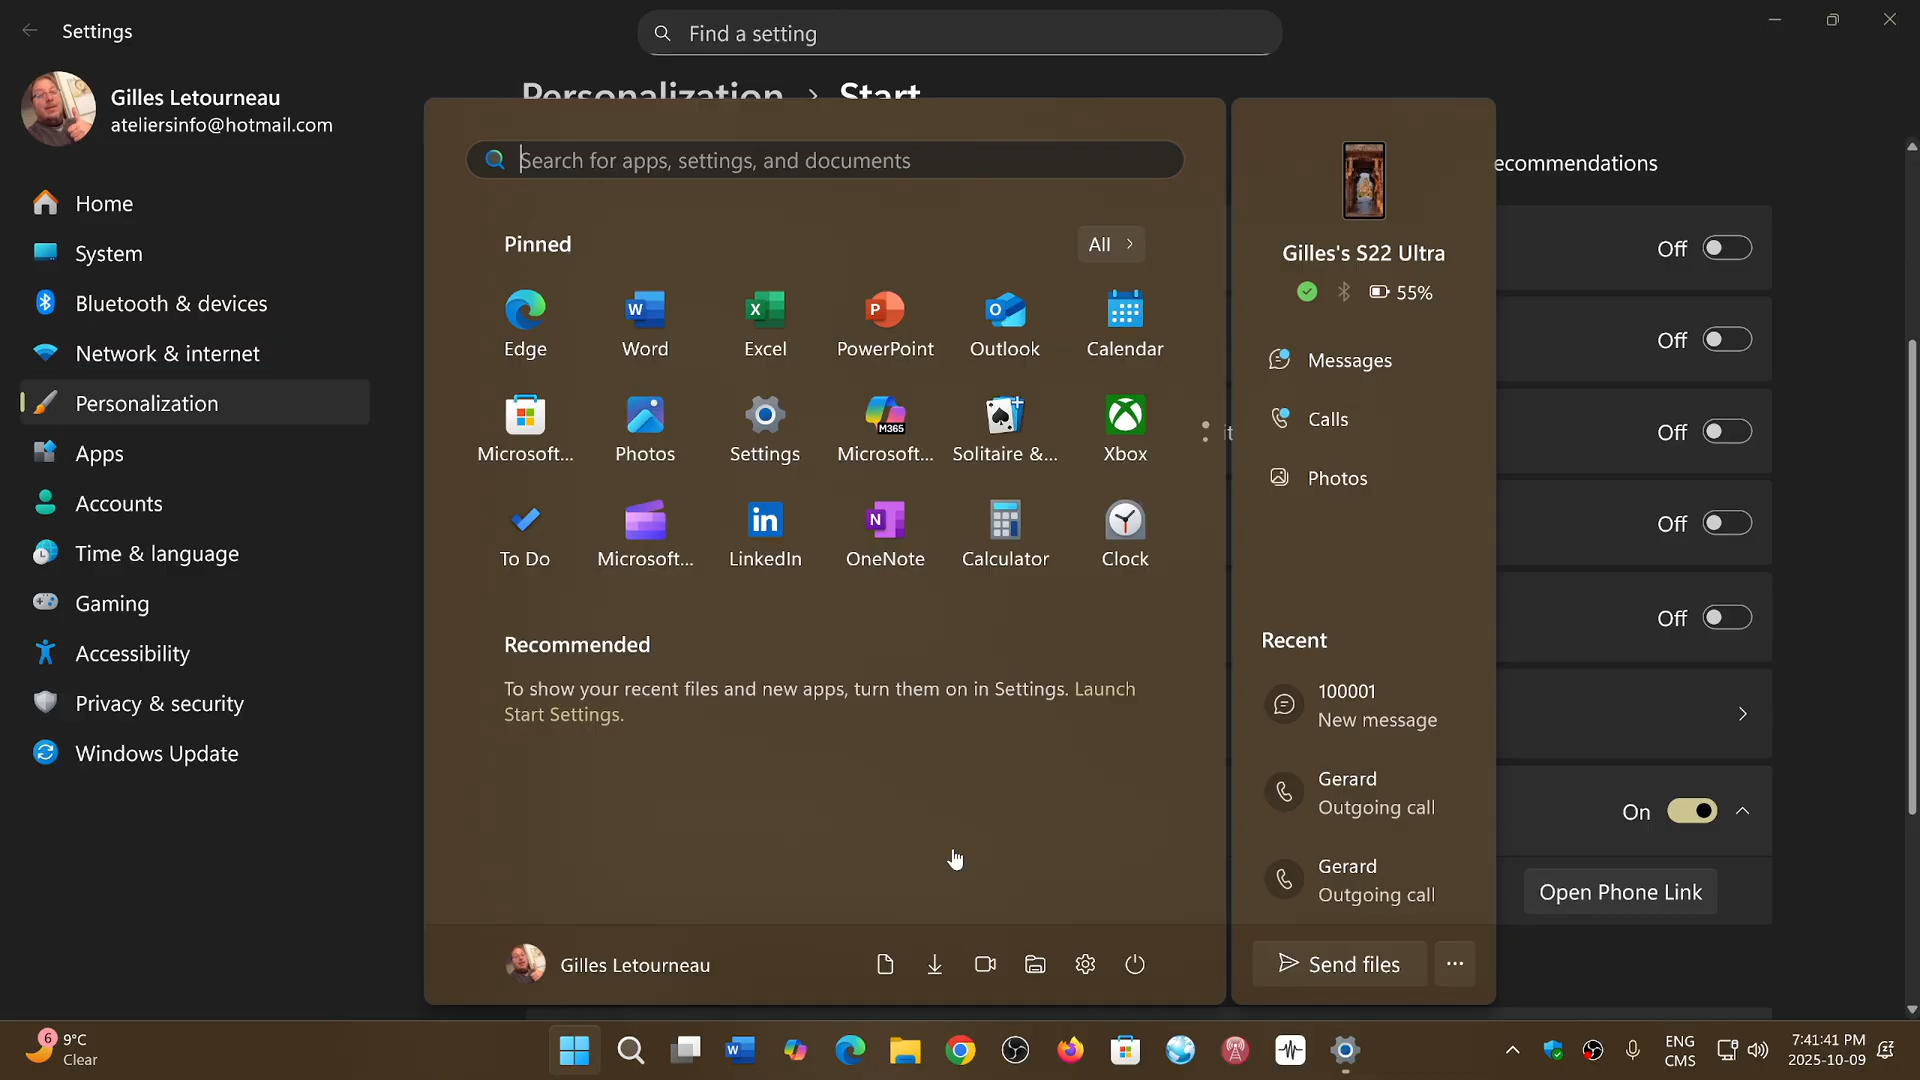 Settings
Find a setting
Gilles Letourneau
ateliersinfo@hotmail.com
Home
System
Bluetooth & devices
Network & internet
Personalization
Apps
Accounts
Time & language
Gaming
Accessibility
Privacy & security
Windows Update
Personalization > Start
Search for apps, settings, and documents
Pinned
All
Edge
Word
Excel
PowerPoint
Outlook
Calendar
Microsoft...
Photos
Settings
M365
Microsoft...
Solitaire &...
Xbox
To Do
Microsoft...
LinkedIn
OneNote
Calculator
Clock
Recommended
To show your recent files and new apps, turn them on in Settings. Launch
Start Settings.
Gilles Letourneau
Gilles's S22 Ultra
55%
Messages
Calls
Photos
Recent
100001
New message
Gerard
Outgoing call
Gerard
Outgoing call
Send files
ecommendations
Off
Off
it
Off
Off
Off
On
Open Phone Link
6
9°C
Clear
ENG
CMS
7:41:41 PM
2025-10-09